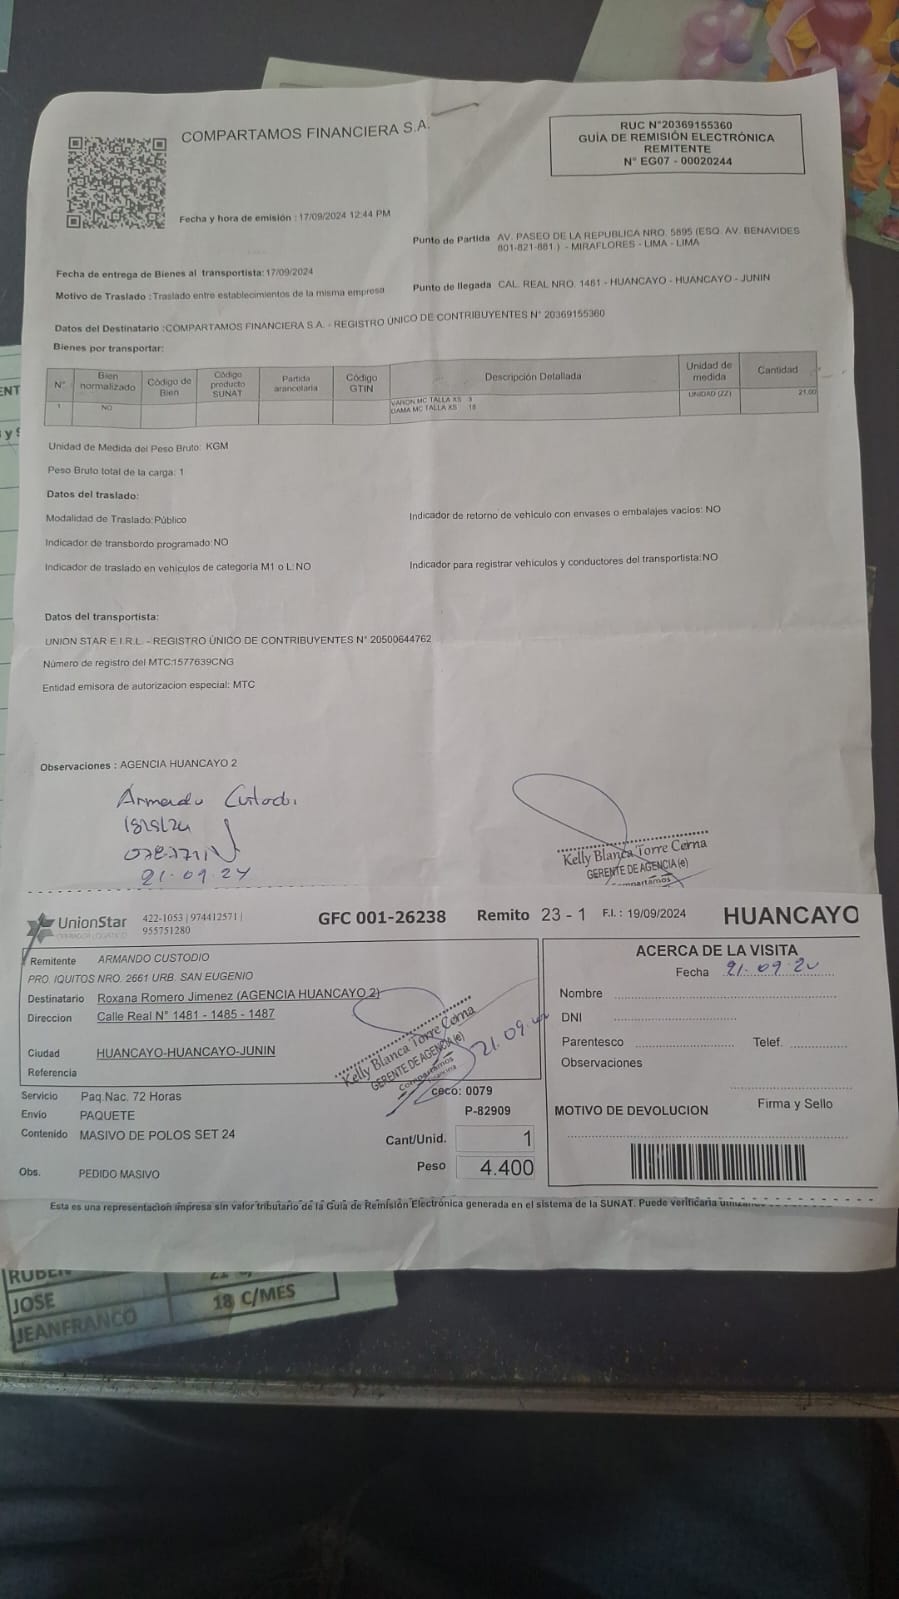 COMPARTAMOS FINANCIERA S.A.
RUC N°20369155360
GUÍA DE REMISIÓN ELECTRÓNICA
REMITENTE
N° EG07 - 00020244
Fecha y hora de emisión : 17/09/2024 12:44 PM
Punto de Partida AV. PASEO DE LA REPUBLICA NRO. 5895 (ESQ. AV. BENAVIDES
801-821-881.) - MIRAFLORES - LIMA - LIMA
Fecha de entrega de Bienes al transportista: 17/09/2024
Motivo de Traslado : Traslado entre establecimientos de la misma empresa
Punto de llegada CAL. REAL NRO. 1481 - HUANCAYO - HUANCAYO - JUNIN
Datos del Destinatario :COMPARTAMOS FINANCIERA S.A. - REGISTRO ÚNICO DE CONTRIBUYENTES N° 20369155360
Bienes por transportar:
N° Bien normalizado Código de Bien Código producto SUNAT Partida arancelaria Código GTIN Descripción Detallada Unidad de medida Cantidad
1 NO VARON MC TALLA XS 3 UNIDAD (ZZ) 21.00
DAMA MC TALLA XS 18
Unidad de Medida del Peso Bruto: KGM
Peso Bruto total de la carga: 1
Datos del traslado:
Modalidad de Traslado: Público
Indicador de retorno de vehículo con envases o embalajes vacíos: NO
Indicador de transbordo programado: NO
Indicador de traslado en vehículos de categoría M1 o L: NO
Indicador para registrar vehículos y conductores del transportista: NO
Datos del transportista:
UNION STAR E.I.R.L. - REGISTRO ÚNICO DE CONTRIBUYENTES N° 20500644762
Número de registro del MTC:1577639CNG
Entidad emisora de autorizacion especial: MTC
Observaciones : AGENCIA HUANCAYO 2
Armando Custodi
21.09.24
Kelly Blanca Torre Cerna
GERENTE DE AGENCIA (e)
Compartamos
UnionStar
422-1053 | 974412571 |
955751280
GFC 001-26238
Remito 23 - 1
F.I. : 19/09/2024
HUANCAYO
Remitente ARMANDO CUSTODIO
PRO. IQUITOS NRO. 2661 URB. SAN EUGENIO
Destinatario Roxana Romero Jimenez (AGENCIA HUANCAYO 2)
Direccion Calle Real N° 1481 - 1485 - 1487
Ciudad HUANCAYO-HUANCAYO-JUNIN
Referencia
Kelly Blanca Torre Cerna
GERENTE DE AGENCIA (e)
Compartamos
financiera
21.09.
ACERCA DE LA VISITA
Fecha 21.09.20
Nombre
DNI
Parentesco Telef.
Observaciones
Firma y Sello
MOTIVO DE DEVOLUCION
Servicio Paq.Nac. 72 Horas
ceco: 0079
Envio PAQUETE
P-82909
Contenido MASIVO DE POLOS SET 24
Cant/Unid. 1
Peso 4.400
Obs. PEDIDO MASIVO
Esta es una representación impresa sin valor tributario de la Guía de Remisión Electrónica generada en el sistema de la SUNAT. Puede verificarla
RUBEN
JOSE
JEANFRANCO 18 C/MES